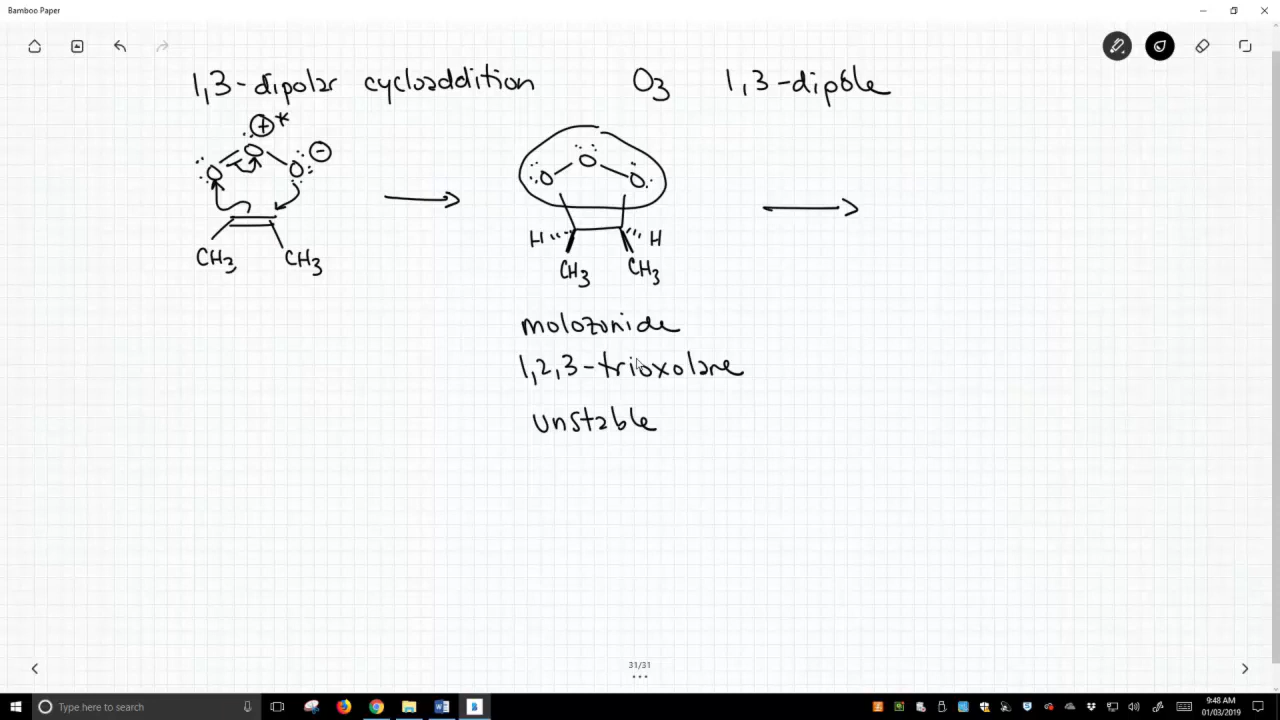 Bamboo Paper
1,3-dipolar cycloaddition O3 1,3-dipole
⊕*
O O O ⊖
CH3 CH3
O O O
H H
CH3 CH3
molozonide
1,2,3-trioxolane
unstable
31/31
Type here to search
9:48 AM
01/03/2019